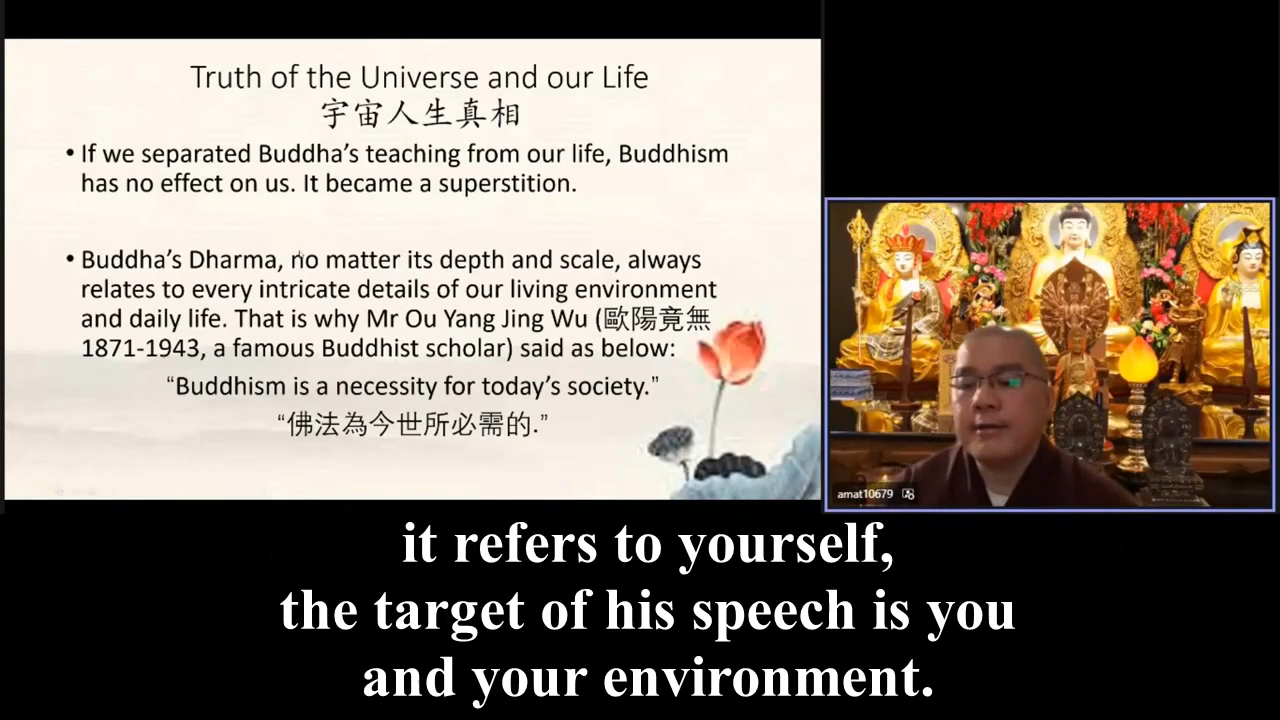 Truth of the Universe and our Life
宇宙人生真相
• If we separated Buddha's teaching from our life, Buddhism
has no effect on us. It became a superstition.
• Buddha's Dharma, no matter its depth and scale, always
relates to every intricate details of our living environment
and daily life. That is why Mr Ou Yang Jing Wu (歐陽竟無
1871-1943, a famous Buddhist scholar) said as below:
“Buddhism is a necessity for today's society.”
“佛法為今世所必需的.”
amat10679
it refers to yourself,
the target of his speech is you
and your environment.